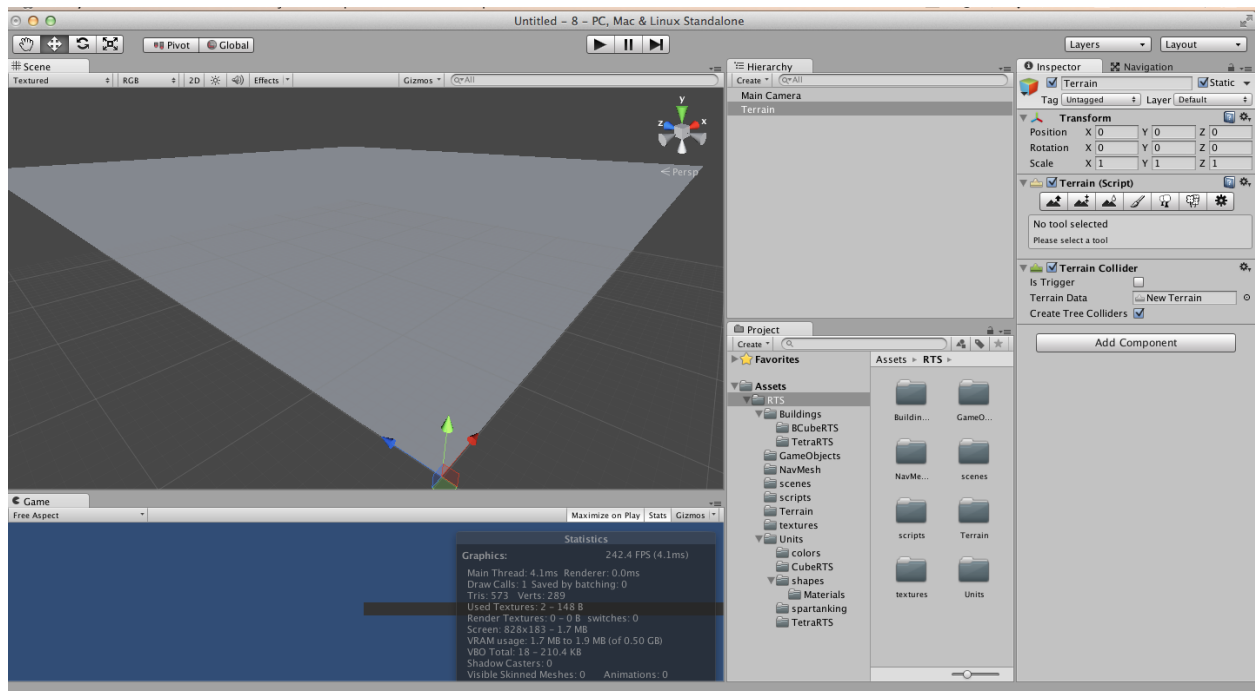 Untitled – 8 – PC, Mac & Linux Standalone
Pivot Global
Layers Layout
Scene
Textured RGB 2D Effects Gizmos All
y
z x
Persp
Game
Free Aspect Maximize on Play Stats Gizmos
Statistics
Graphics: 242.4 FPS (4.1ms)
Main Thread: 4.1ms Renderer: 0.0ms
Draw Calls: 1 Saved by batching: 0
Tris: 573 Verts: 289
Used Textures: 2 – 148 B
Render Textures: 0 – 0 B switches: 0
Screen: 828x183 – 1.7 MB
VRAM usage: 1.7 MB to 1.9 MB (of 0.50 GB)
VBO Total: 18 – 210.4 KB
Shadow Casters: 0
Visible Skinned Meshes: 0 Animations: 0
Hierarchy
Create All
Main Camera
Terrain
Project
Create
Favorites
Assets
RTS
Buildings
BCubeRTS
TetraRTS
GameObjects
NavMesh
scenes
scripts
Terrain
textures
Units
colors
CubeRTS
shapes
Materials
spartanking
TetraRTS
Assets RTS
Buildin... GameO...
NavMe... scenes
scripts Terrain
textures Units
Inspector Navigation
Terrain Static
Tag Untagged Layer Default
Transform
Position X 0 Y 0 Z 0
Rotation X 0 Y 0 Z 0
Scale X 1 Y 1 Z 1
Terrain (Script)
No tool selected
Please select a tool
Terrain Collider
Is Trigger
Terrain Data New Terrain
Create Tree Colliders
Add Component